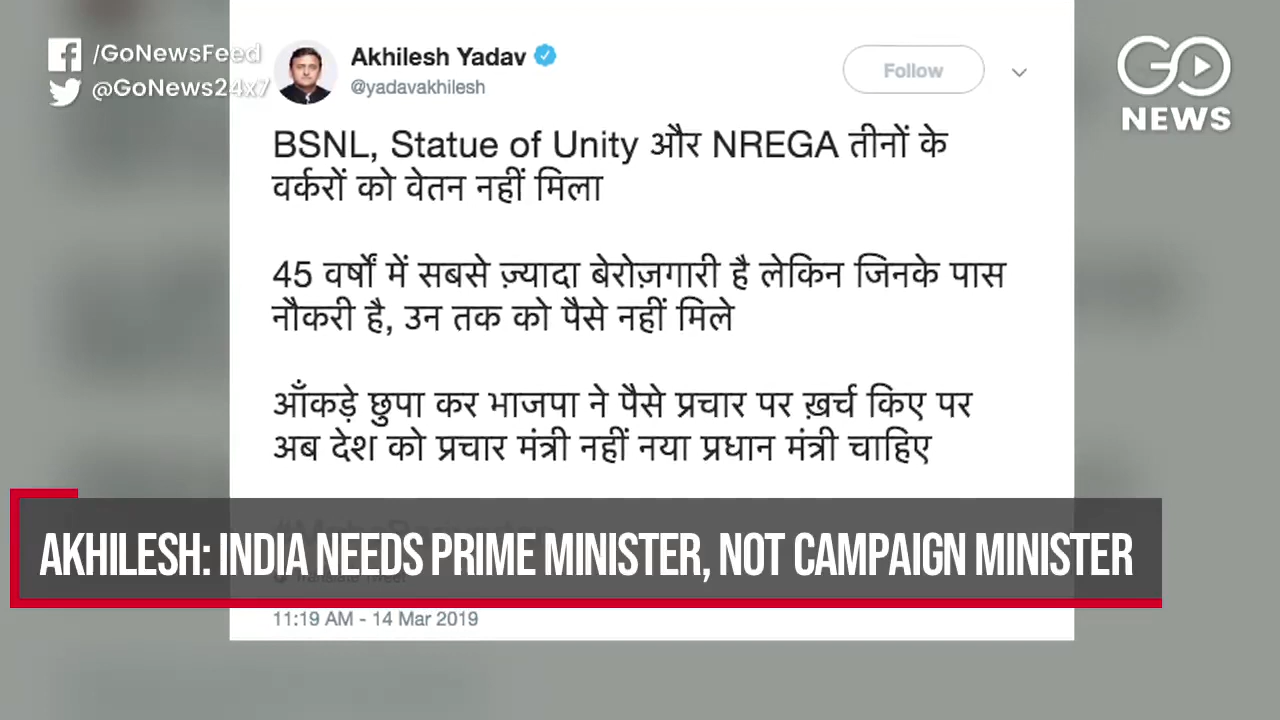 /GoNewsFeed
@GoNews24x7
GO
NEWS
Akhilesh Yadav
@yadavakhilesh
Follow
BSNL, Statue of Unity और NREGA तीनों के
वर्करों को वेतन नहीं मिला
45 वर्षों में सबसे ज़्यादा बेरोज़गारी है लेकिन जिनके पास
नौकरी है, उन तक को पैसे नहीं मिले
आँकड़े छुपा कर भाजपा ने पैसे प्रचार पर ख़र्च किए पर
अब देश को प्रचार मंत्री नहीं नया प्रधान मंत्री चाहिए
AKHILESH: INDIA NEEDS PRIME MINISTER, NOT CAMPAIGN MINISTER
Translate Tweet
11:19 AM - 14 Mar 2019